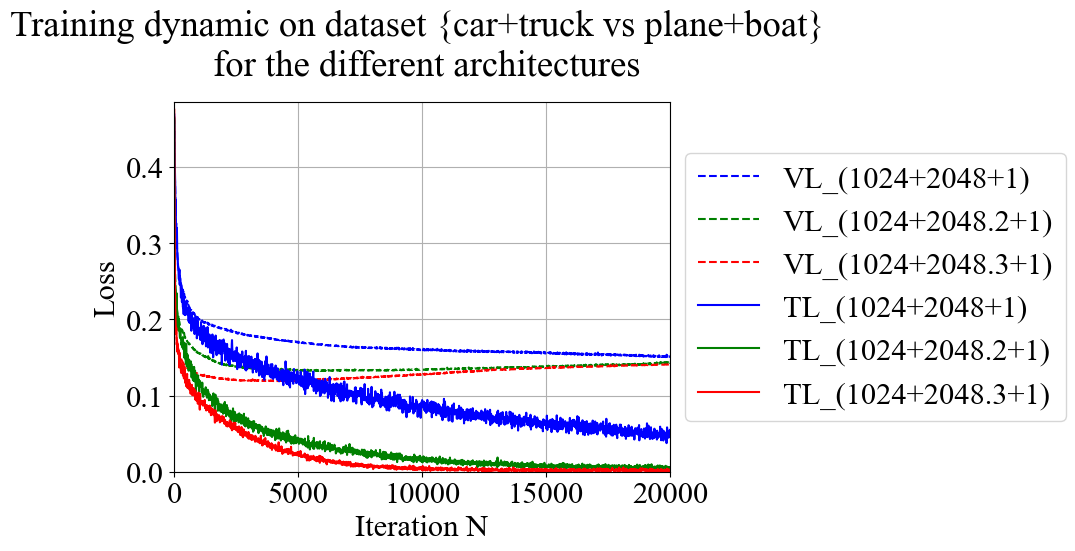 Training dynamic on dataset {car+truck vs plane+boat}
for the different architectures
0.4
0.3
0.2
0.1
0.0
Loss
0
5000
10000
15000
20000
Iteration N
VL_(1024+2048+1)
VL_(1024+2048.2+1)
VL_(1024+2048.3+1)
TL_(1024+2048+1)
TL_(1024+2048.2+1)
TL_(1024+2048.3+1)